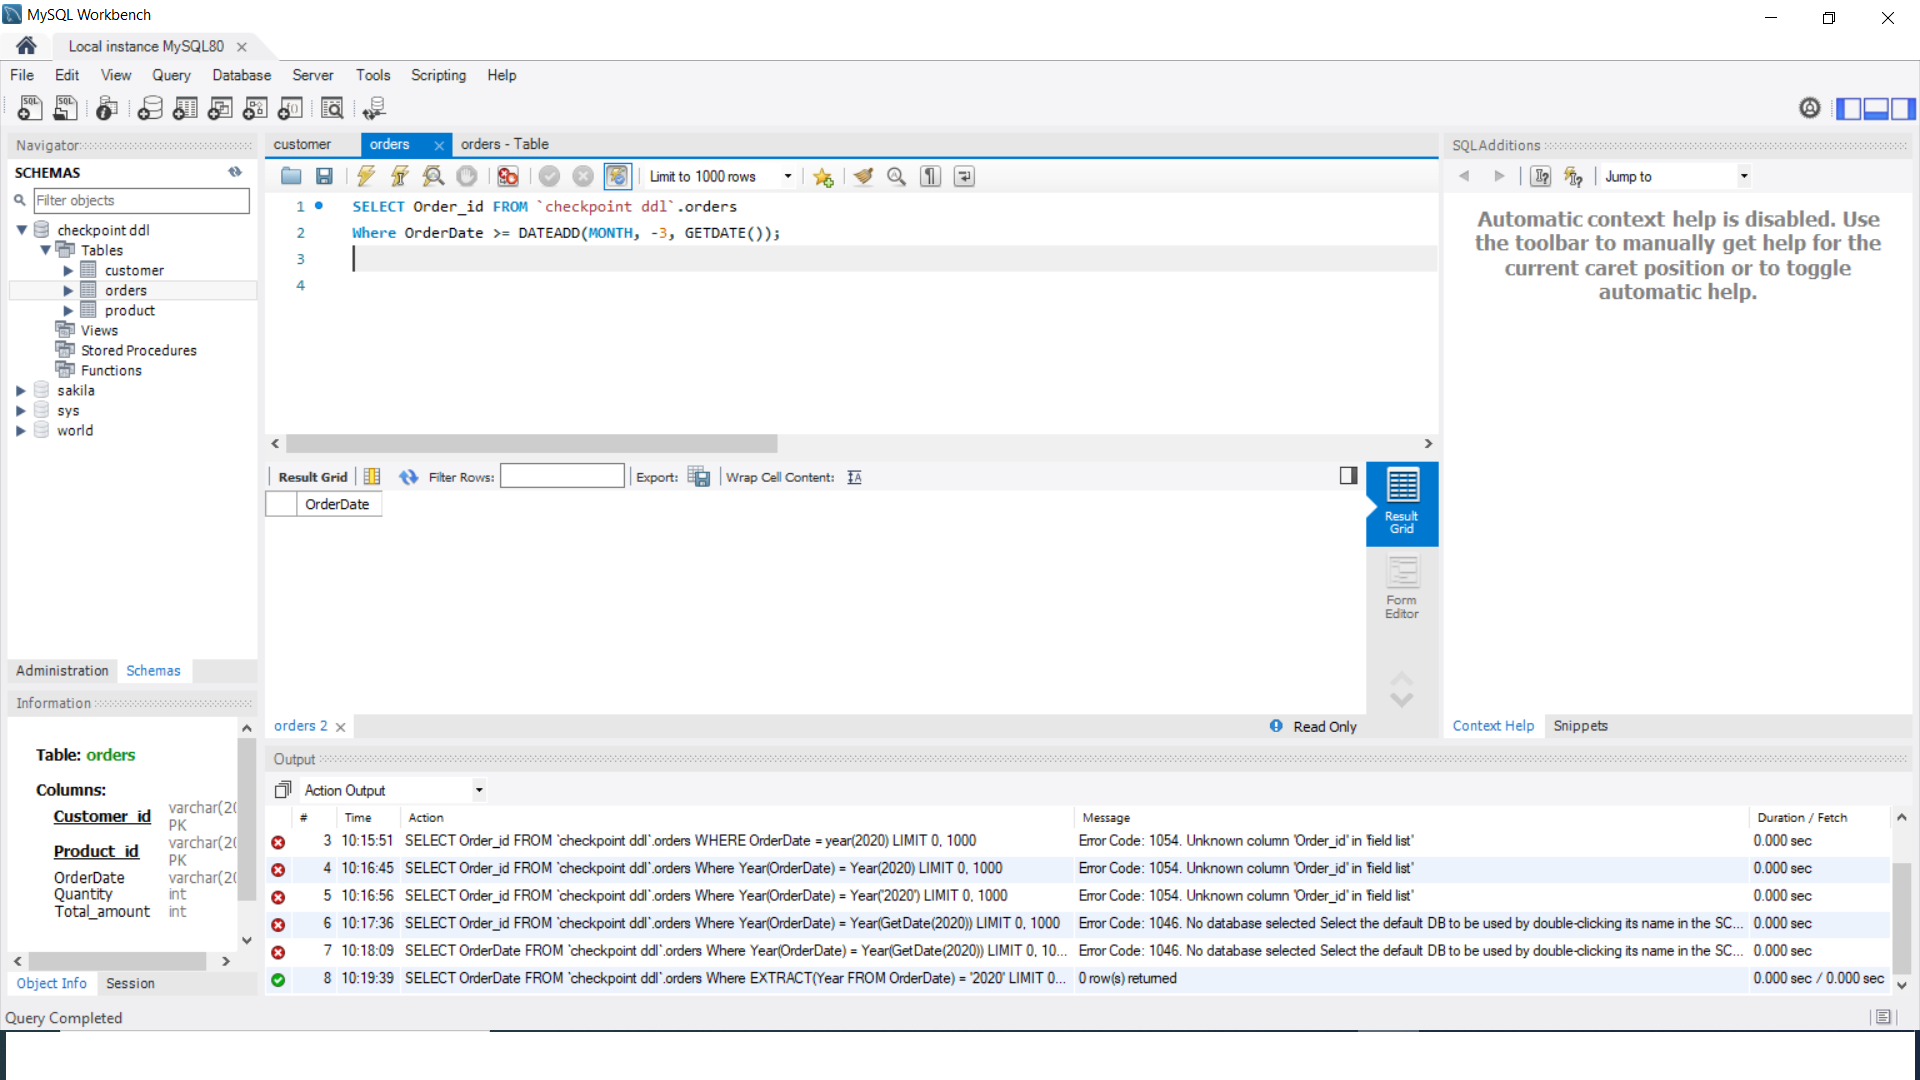 MySQL Workbench
Local instance MySQL80
File Edit View Query Database Server Tools Scripting Help
Navigator
SCHEMAS
Filter objects
checkpoint ddl
Tables
customer
orders
product
Views
Stored Procedures
Functions
sakila
sys
world
Administration Schemas
Information
Table: orders
Columns:
Customer_id varchar(20
PK
Product_id varchar(20
PK
OrderDate varchar(20
Quantity int
Total_amount int
Object Info Session
Query Completed
customer orders orders - Table
Limit to 1000 rows
1 SELECT Order_id FROM `checkpoint ddl`.orders
2 Where OrderDate >= DATEADD(MONTH, -3, GETDATE());
3
4
Result Grid Filter Rows: Export: Wrap Cell Content:
OrderDate
Result
Grid
Form
Editor
orders 2 Read Only
SQLAdditions
Jump to
Automatic context help is disabled. Use
the toolbar to manually get help for the
current caret position or to toggle
automatic help.
Context Help Snippets
Output
Action Output
# Time Action Message Duration / Fetch
3 10:15:51 SELECT Order_id FROM `checkpoint ddl`.orders WHERE OrderDate = year(2020) LIMIT 0, 1000 Error Code: 1054. Unknown column 'Order_id' in 'field list' 0.000 sec
4 10:16:45 SELECT Order_id FROM `checkpoint ddl`.orders Where Year(OrderDate) = Year(2020) LIMIT 0, 1000 Error Code: 1054. Unknown column 'Order_id' in 'field list' 0.000 sec
5 10:16:56 SELECT Order_id FROM `checkpoint ddl`.orders Where Year(OrderDate) = Year('2020') LIMIT 0, 1000 Error Code: 1054. Unknown column 'Order_id' in 'field list' 0.000 sec
6 10:17:36 SELECT Order_id FROM `checkpoint ddl`.orders Where Year(OrderDate) = Year(GetDate(2020)) LIMIT 0, 1000 Error Code: 1046. No database selected Select the default DB to be used by double-clicking its name in the SC... 0.000 sec
7 10:18:09 SELECT OrderDate FROM `checkpoint ddl`.orders Where Year(OrderDate) = Year(GetDate(2020)) LIMIT 0, 10... Error Code: 1046. No database selected Select the default DB to be used by double-clicking its name in the SC... 0.000 sec
8 10:19:39 SELECT OrderDate FROM `checkpoint ddl`.orders Where EXTRACT(Year FROM OrderDate) = '2020' LIMIT 0... 0 row(s) returned 0.000 sec / 0.000 sec